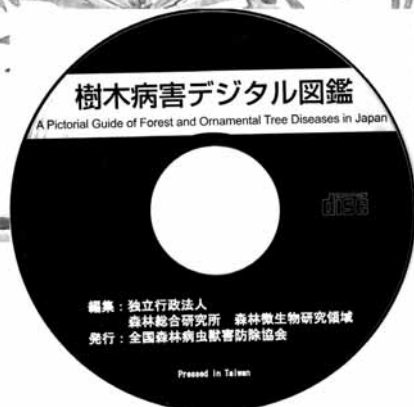 樹木病害デジタル図鑑
A Pictorial Guide of Forest and Ornamental Tree Diseases in Japan
disc
編集：独立行政法人
森林総合研究所　森林微生物研究領域
発行：全国森林病虫獣害防除協会
Pressed in Taiwan